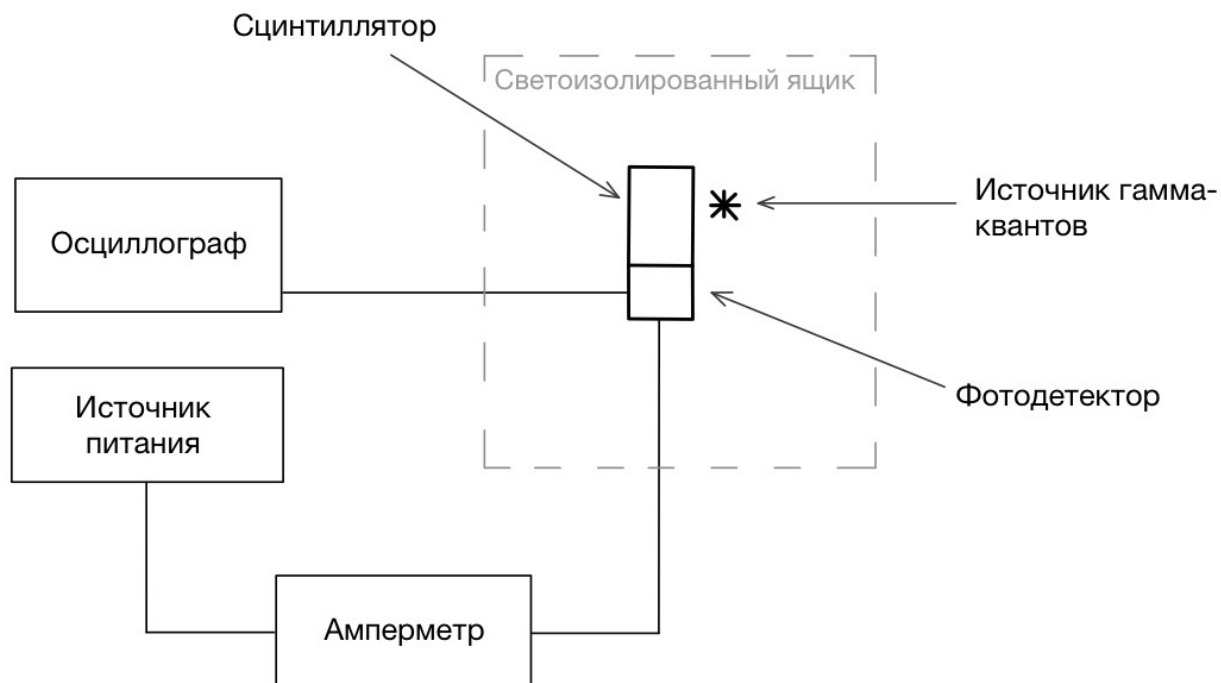 Сцинтиллятор
Светоизолированный ящик
Осциллограф
Источник гамма-
квантов
Источник
питания
Фотодетектор
Амперметр